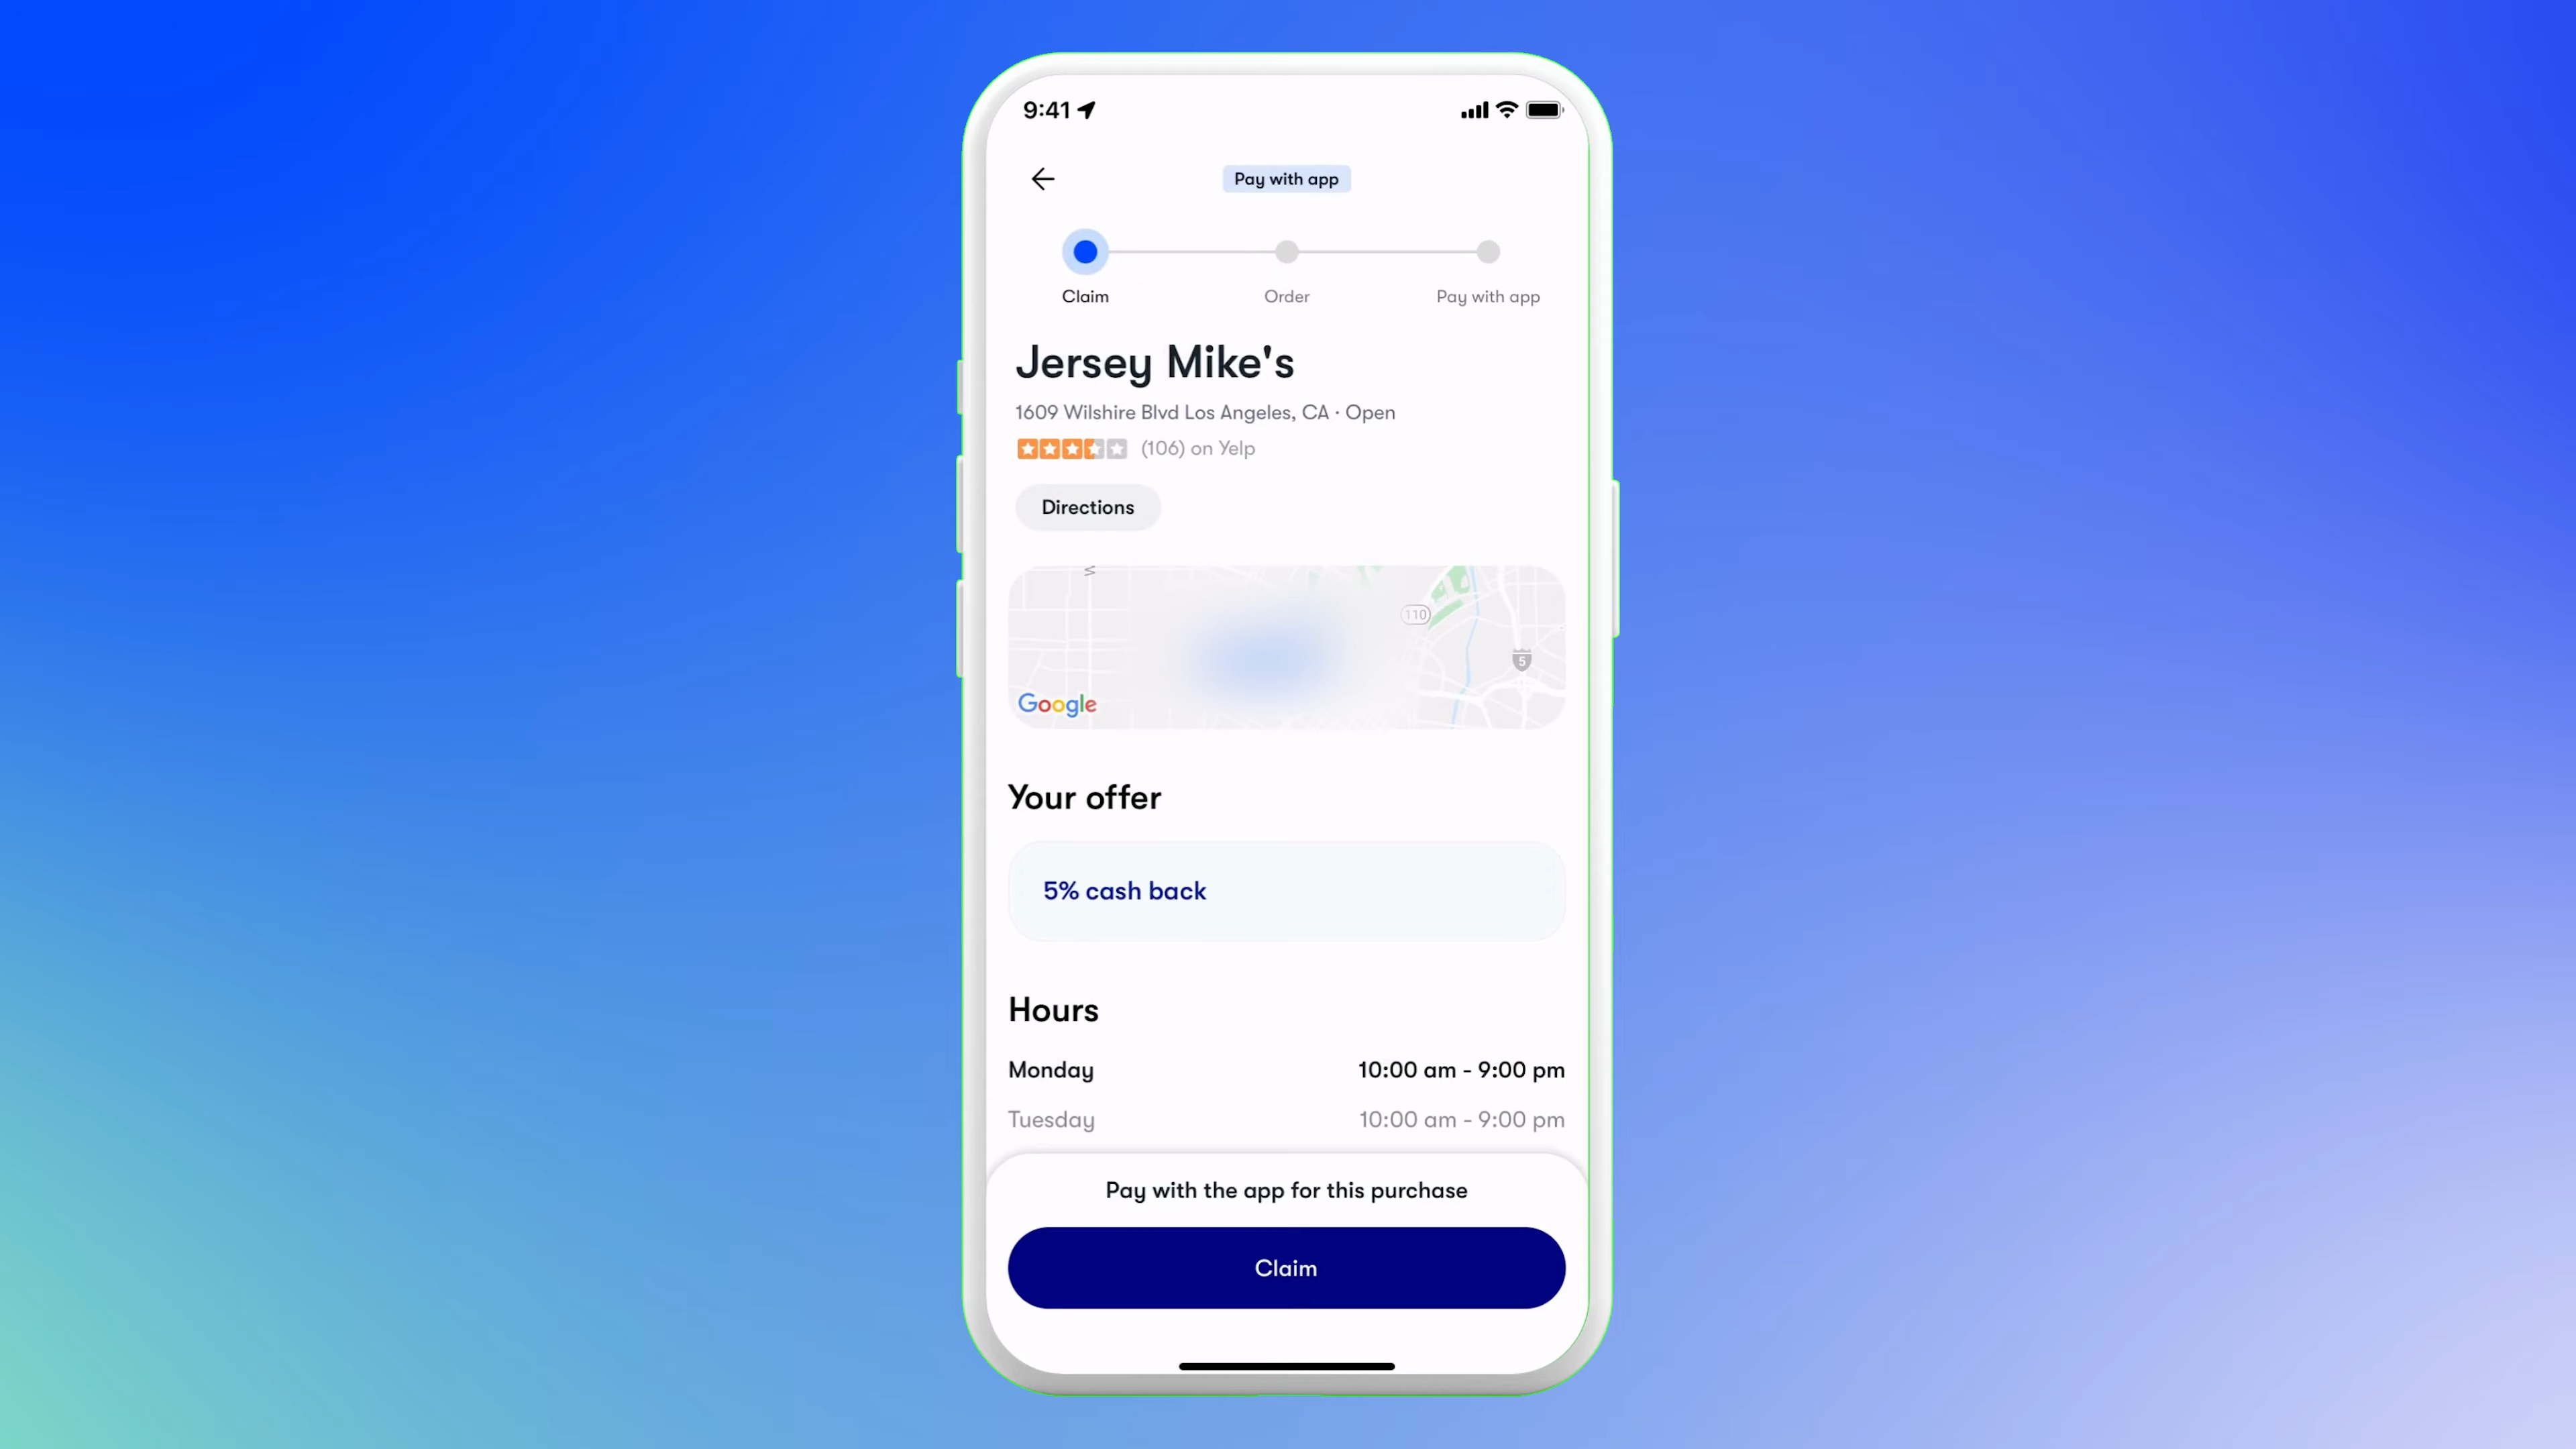 9:41
Pay with app
Claim
Order
Pay with app
Jersey Mike's
1609 Wilshire Blvd Los Angeles, CA · Open
(106) on Yelp
Directions
110
5
Google
Your offer
5% cash back
Hours
Monday
10:00 am - 9:00 pm
Tuesday
10:00 am - 9:00 pm
Pay with the app for this purchase
Claim